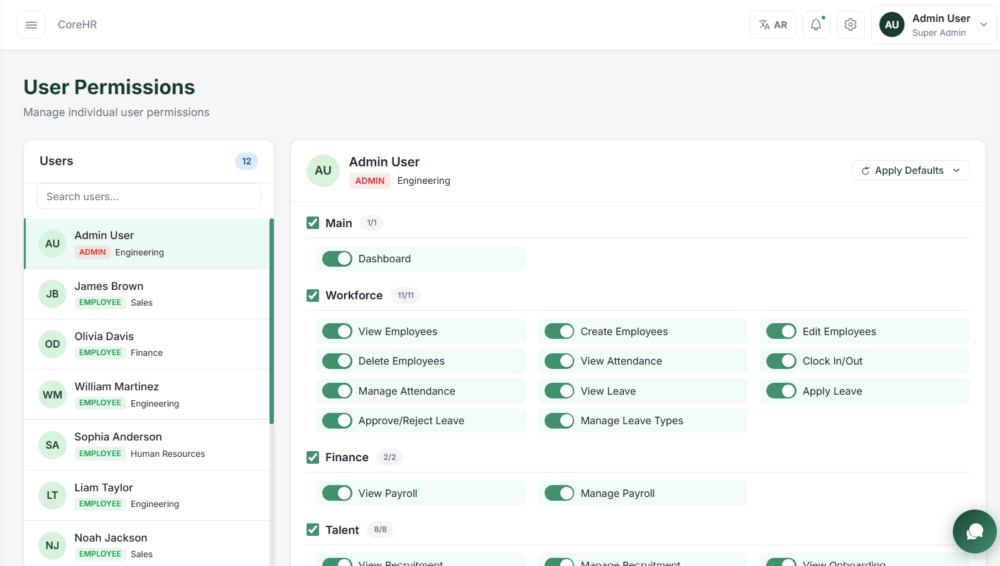 CoreHR
AR
AU
Admin User
Super Admin
User Permissions
Manage individual user permissions
Users
12
Search users...
AU
Admin User
ADMIN Engineering
JB
James Brown
EMPLOYEE Sales
OD
Olivia Davis
EMPLOYEE Finance
WM
William Martinez
EMPLOYEE Engineering
SA
Sophia Anderson
EMPLOYEE Human Resources
LT
Liam Taylor
EMPLOYEE Engineering
NJ
Noah Jackson
EMPLOYEE Sales
AU
Admin User
ADMIN Engineering
Apply Defaults
Main 1/1
Dashboard
Workforce 11/11
View Employees Create Employees Edit Employees
Delete Employees View Attendance Clock In/Out
Manage Attendance View Leave Apply Leave
Approve/Reject Leave Manage Leave Types
Finance 2/2
View Payroll Manage Payroll
Talent 8/8
View Recruitment Manage Recruitment View Onboarding